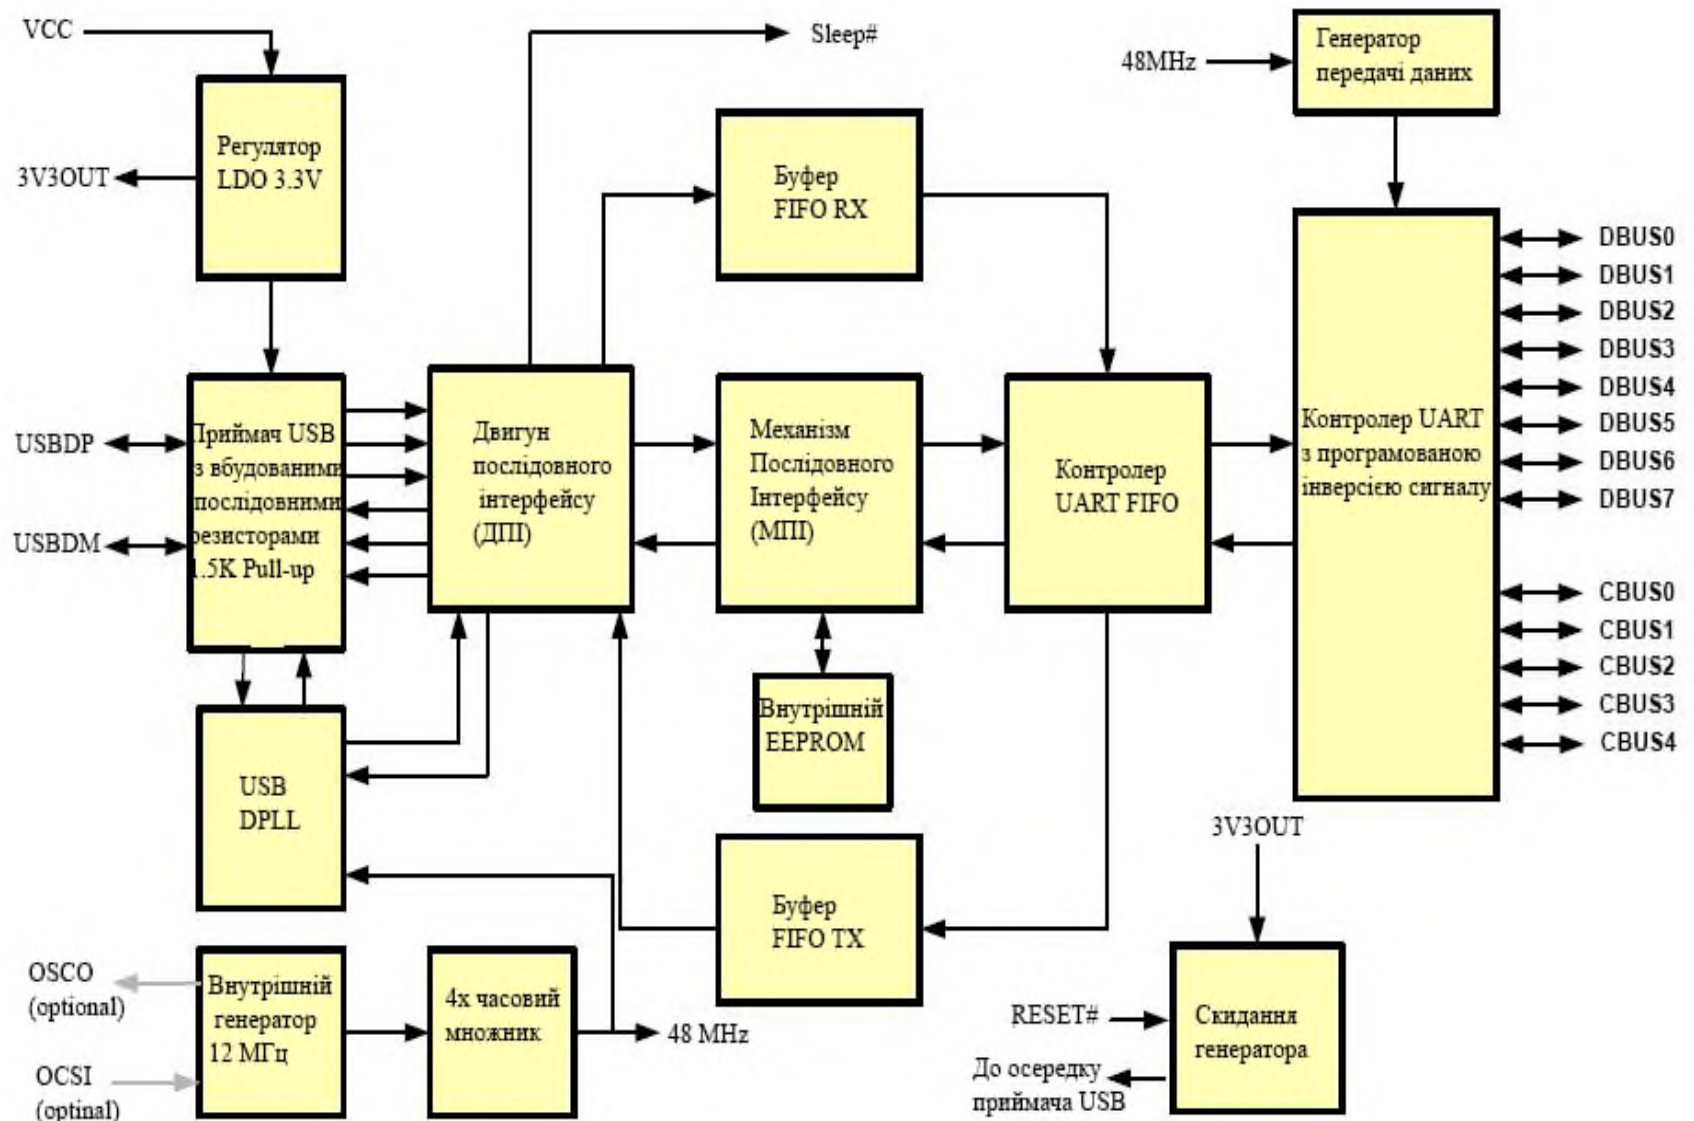 VCC
Sleep#
48MHz
Генератор
передачі даних
Регулятор
LDO 3.3V
3V3OUT
Буфер
FIFO RX
DBUS0
DBUS1
DBUS2
DBUS3
DBUS4
DBUS5
DBUS6
DBUS7
CBUS0
CBUS1
CBUS2
CBUS3
CBUS4
USBDP
USBDM
Приймач USB
з вбудованими
послідовними
резисторами
1.5K Pull-up
Двигун
послідовного
інтерфейсу
(ДПІ)
Механізм
Послідовного
Інтерфейсу
(МПІ)
Контролер
UART FIFO
Контролер UART
з програмованою
інверсією сигналу
Внутрішній
EEPROM
USB
DPLL
Буфер
FIFO TX
3V3OUT
OSCO
(optional)
OCSI
(optinal)
Внутрішній
генератор
12 МГц
4х часовий
множник
48 MHz
RESET#
До осередку
приймача USB
Скидання
генератора